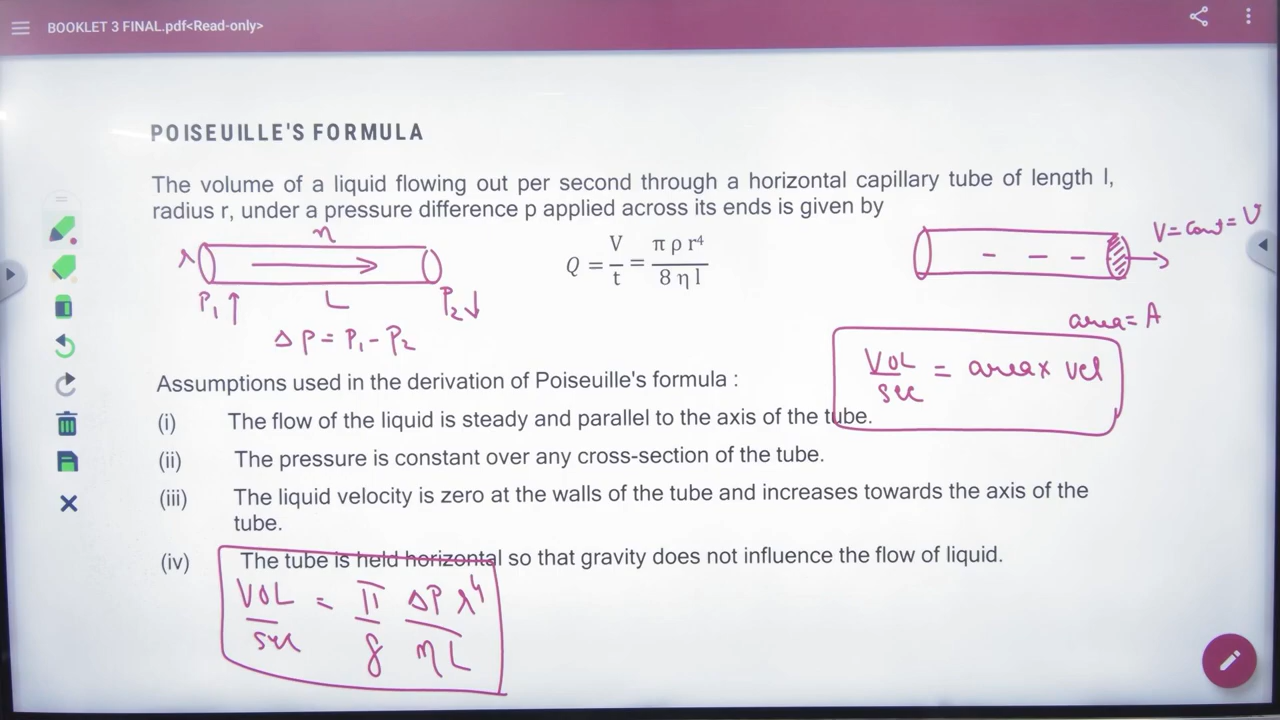 BOOKLET 3 FINAL.pdf<Read-only>
POISEUILLE'S FORMULA
The volume of a liquid flowing out per second through a horizontal capillary tube of length l,
radius r, under a pressure difference p applied across its ends is given by
η
r
L
P₁ ↑
P₂ ↓
Δp = P₁ - P₂
Q = V/t = π ρ r⁴ / 8 η l
V = const = v
area = A
VOL/sec = area x vel
Assumptions used in the derivation of Poiseuille's formula :
(i) The flow of the liquid is steady and parallel to the axis of the tube.
(ii) The pressure is constant over any cross-section of the tube.
(iii) The liquid velocity is zero at the walls of the tube and increases towards the axis of the
tube.
(iv) The tube is held horizontal so that gravity does not influence the flow of liquid.
VOL/sec = π/8 ΔP r⁴/ηL